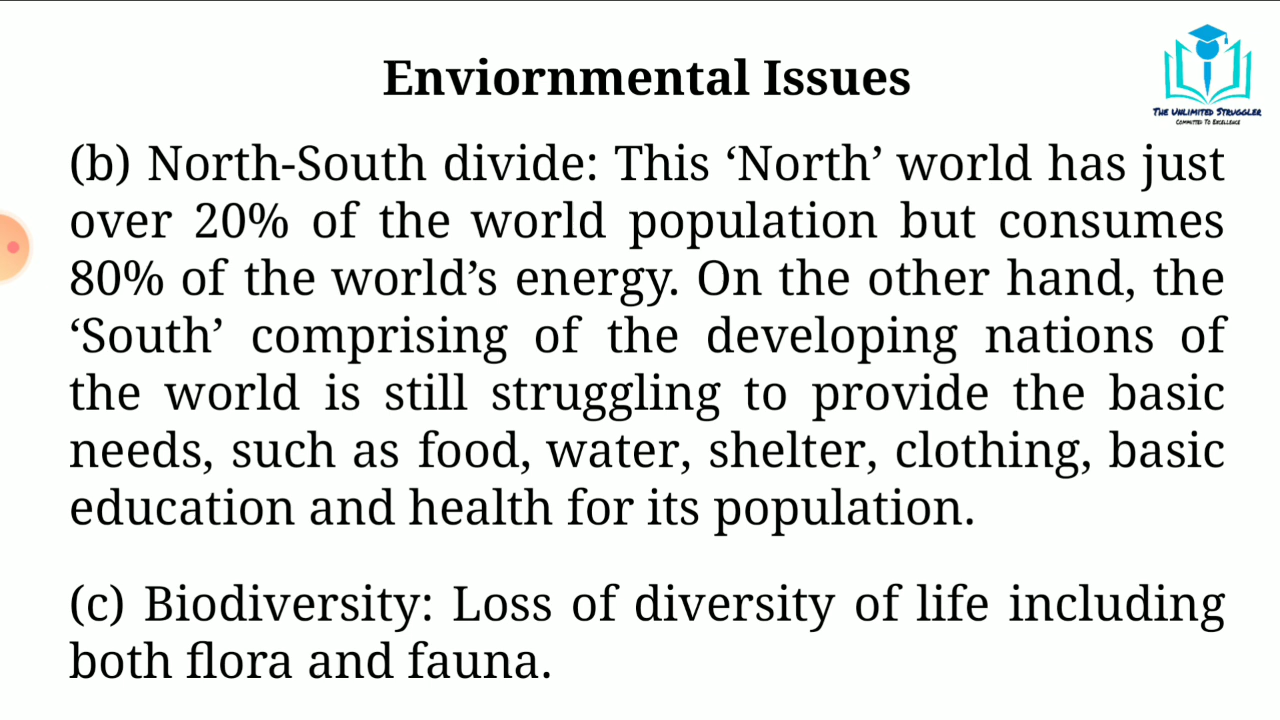 Enviornmental Issues
THE UNLIMITED STRUGGLER
COMMITTED TO EXCELLENCE
(b) North-South divide: This ‘North’ world has just
over 20% of the world population but consumes
80% of the world’s energy. On the other hand, the
‘South’ comprising of the developing nations of
the world is still struggling to provide the basic
needs, such as food, water, shelter, clothing, basic
education and health for its population.
(c) Biodiversity: Loss of diversity of life including
both flora and fauna.